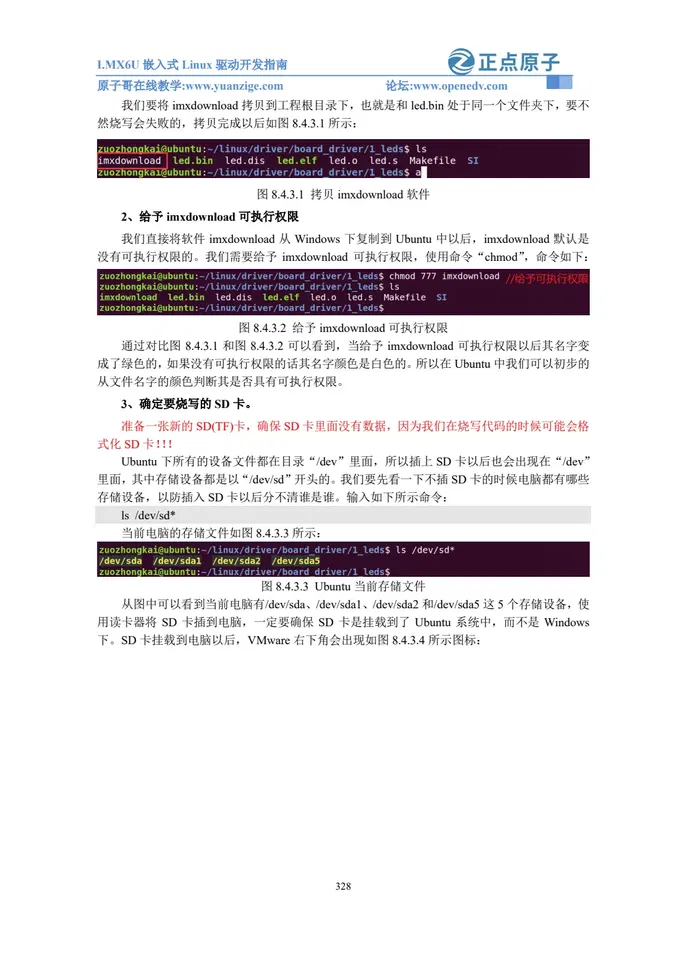 I.MX6U 嵌入式 Linux 驱动开发指南
正点原子
原子哥在线教学:www.yuanzige.com 论坛:www.openedv.com
我们要将 imxdownload 拷贝到工程根目录下，也就是和 led.bin 处于同一个文件夹下，要不
然烧写会失败的，拷贝完成以后如图 8.4.3.1 所示：
zuozhongkai@ubuntu:~/linux/driver/board_driver/1_leds$ ls
imxdownload led.bin led.dis led.elf led.o led.s Makefile SI
zuozhongkai@ubuntu:~/linux/driver/board_driver/1_leds$ a
图 8.4.3.1 拷贝 imxdownload 软件
2、给予 imxdownload 可执行权限
我们直接将软件 imxdownload 从 Windows 下复制到 Ubuntu 中以后，imxdownload 默认是
没有可执行权限的。我们需要给予 imxdownload 可执行权限，使用命令“chmod”，命令如下：
zuozhongkai@ubuntu:~/linux/driver/board_driver/1_leds$ chmod 777 imxdownload //给予可执行权限
zuozhongkai@ubuntu:~/linux/driver/board_driver/1_leds$ ls
imxdownload led.bin led.dis led.elf led.o led.s Makefile SI
zuozhongkai@ubuntu:~/linux/driver/board_driver/1_leds$
图 8.4.3.2 给予 imxdownload 可执行权限
通过对比图 8.4.3.1 和图 8.4.3.2 可以看到，当给予 imxdownload 可执行权限以后其名字变
成了绿色的，如果没有可执行权限的话其名字颜色是白色的。所以在 Ubuntu 中我们可以初步的
从文件名字的颜色判断其是否具有可执行权限。
3、确定要烧写的 SD 卡。
准备一张新的 SD(TF)卡，确保 SD 卡里面没有数据，因为我们在烧写代码的时候可能会格
式化 SD 卡！！！
Ubuntu 下所有的设备文件都在目录“/dev”里面，所以插上 SD 卡以后也会出现在“/dev”
里面，其中存储设备都是以“/dev/sd”开头的。我们要先看一下不插 SD 卡的时候电脑都有哪些
存储设备，以防插入 SD 卡以后分不清谁是谁。输入如下所示命令：
ls /dev/sd*
当前电脑的存储文件如图 8.4.3.3 所示：
zuozhongkai@ubuntu:~/linux/driver/board_driver/1_leds$ ls /dev/sd*
/dev/sda /dev/sda1 /dev/sda2 /dev/sda5
zuozhongkai@ubuntu:~/linux/driver/board_driver/1_leds$
图 8.4.3.3 Ubuntu 当前存储文件
从图中可以看到当前电脑有/dev/sda、/dev/sda1、/dev/sda2 和/dev/sda5 这 5 个存储设备，使
用读卡器将 SD 卡插到电脑，一定要确保 SD 卡是挂载到了 Ubuntu 系统中，而不是 Windows
下。SD 卡挂载到电脑以后，VMware 右下角会出现如图 8.4.3.4 所示图标：
328